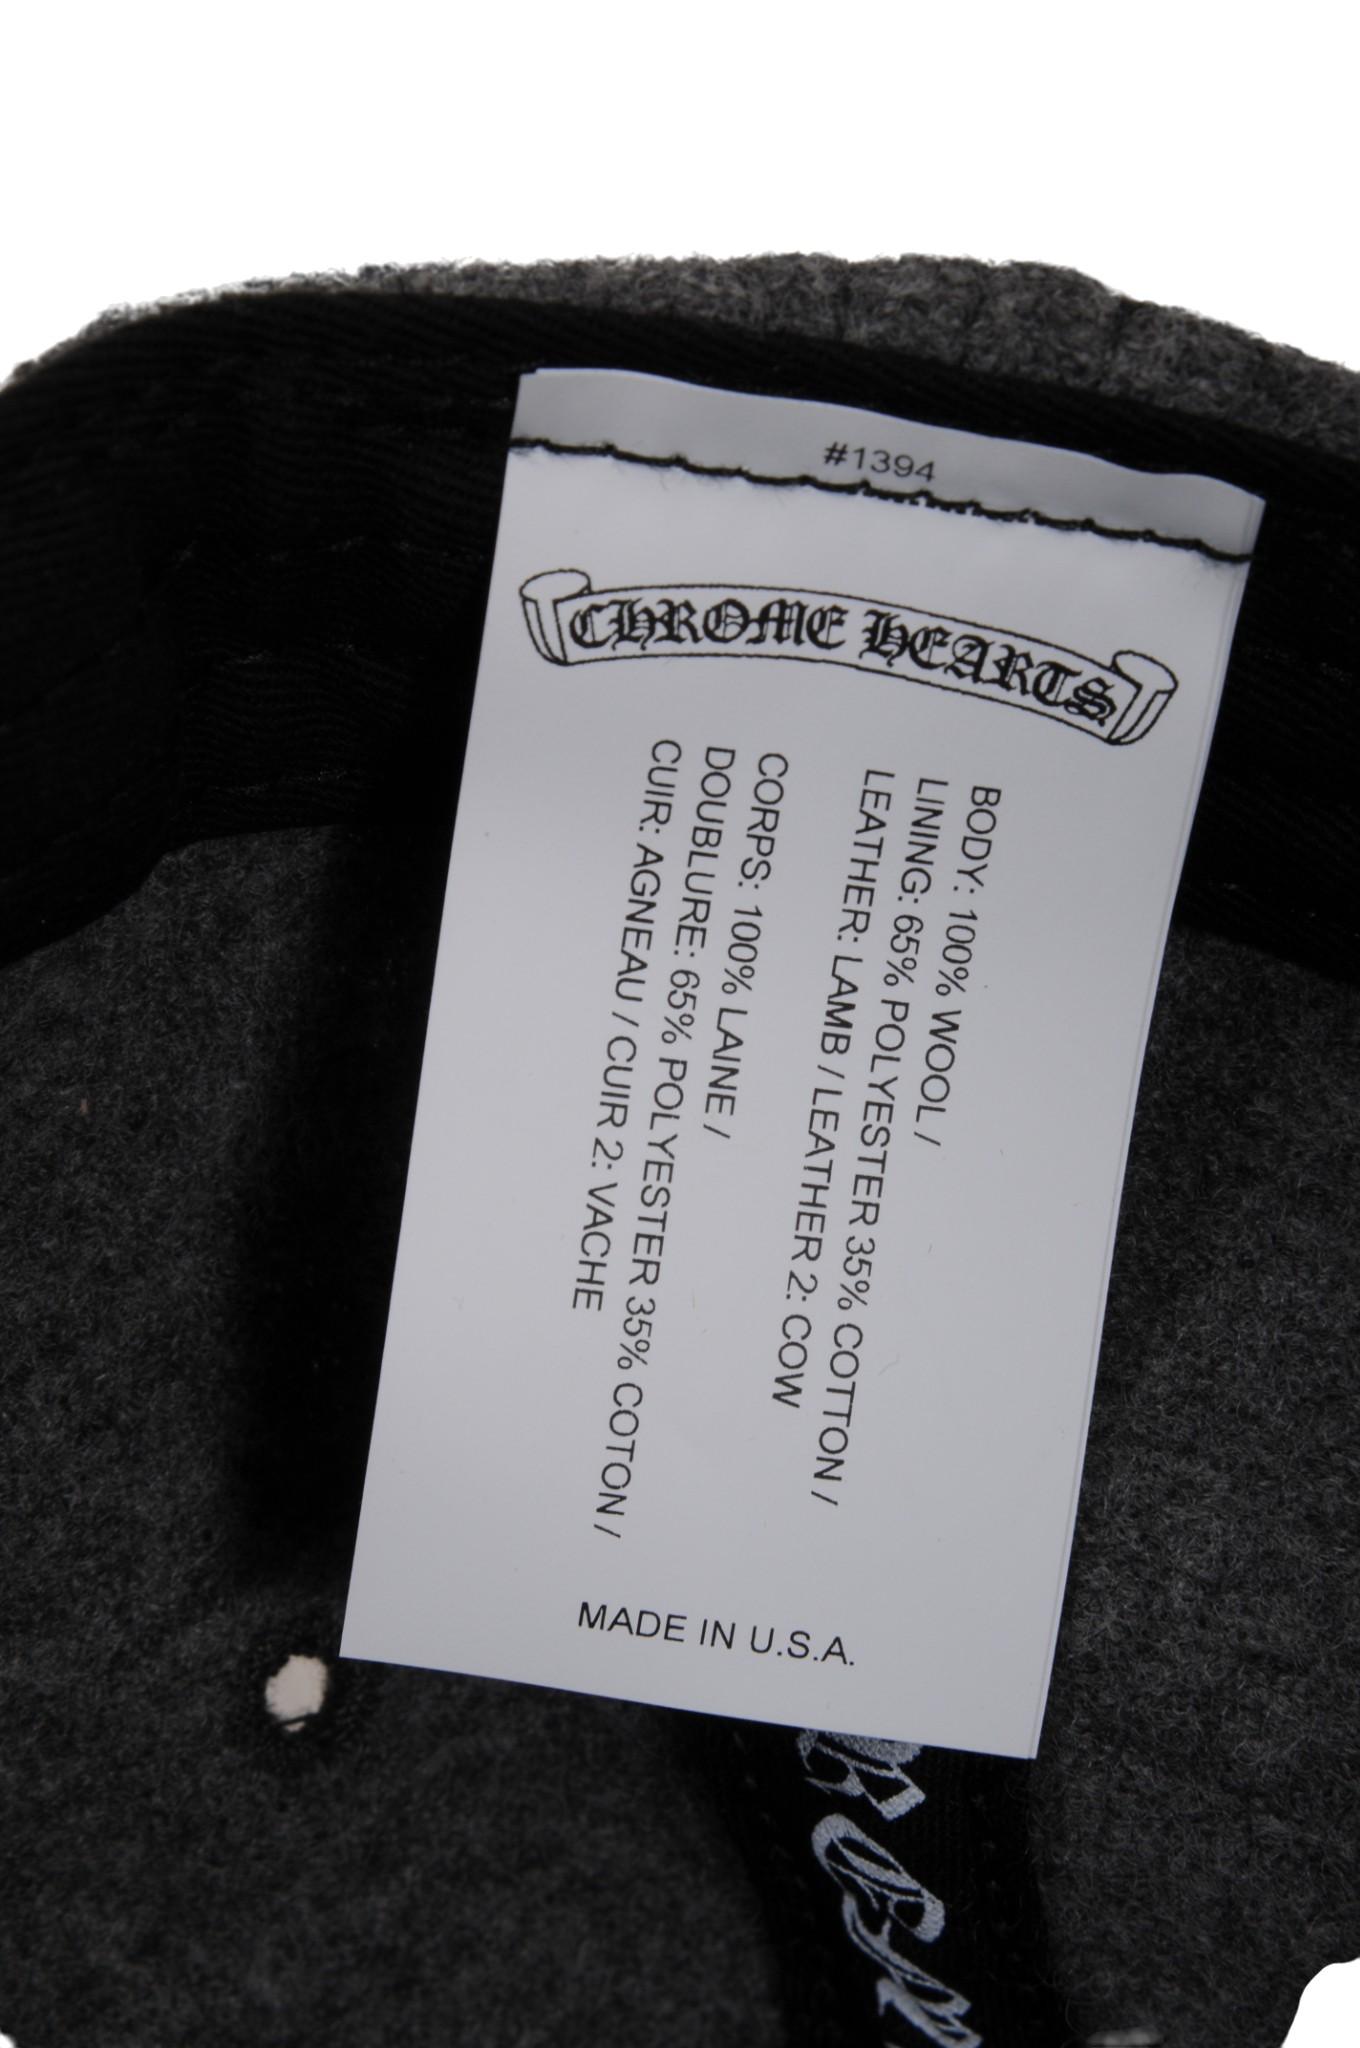 #1394
CHROME HEARTS
BODY: 100% WOOL /
LINING: 65% POLYESTER 35% COTTON /
LEATHER: LAMB / LEATHER 2: COW
CORPS: 100% LAINE /
DOUBLURE: 65% POLYESTER 35% COTON /
CUIR: AGNEAU / CUIR 2: VACHE
MADE IN U.S.A.